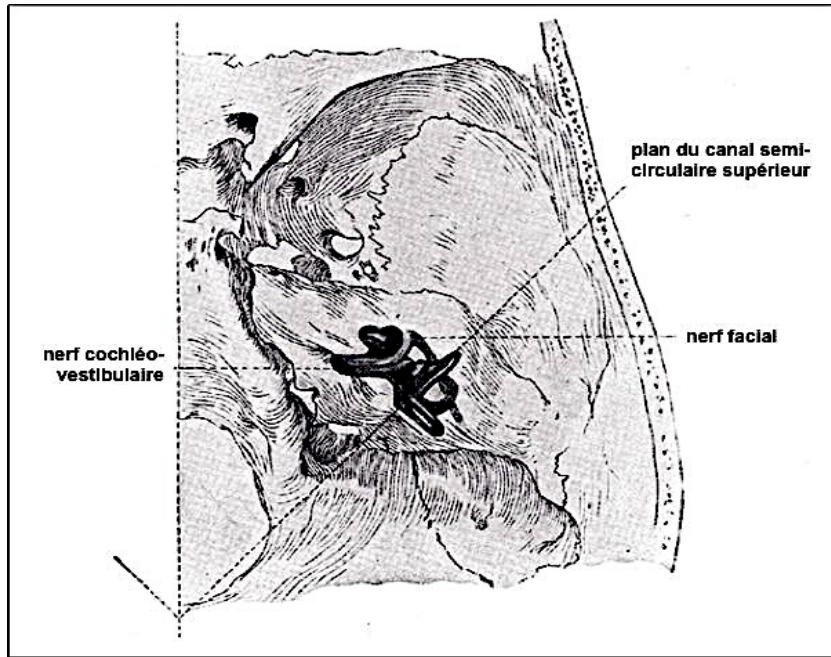 plan du canal semi-
circulaire supérieur
nerf facial
nerf cochléo-
vestibulaire